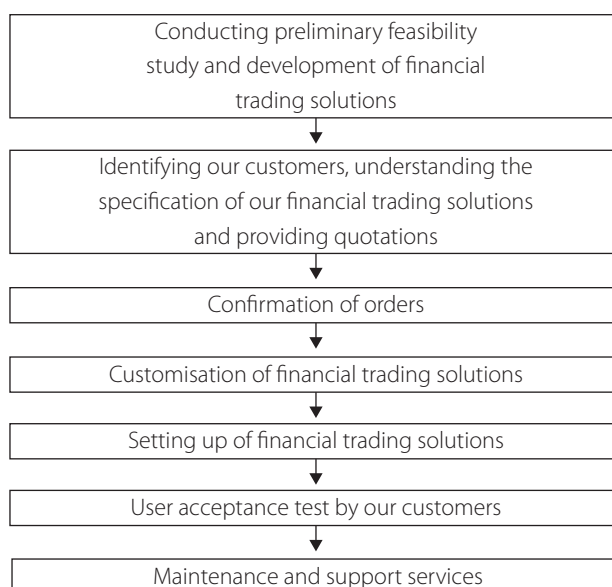 Conducting preliminary feasibility
study and development of financial
trading solutions
Identifying our customers, understanding the
specification of our financial trading solutions
and providing quotations
Confirmation of orders
Customisation of financial trading solutions
Setting up of financial trading solutions
User acceptance test by our customers
Maintenance and support services